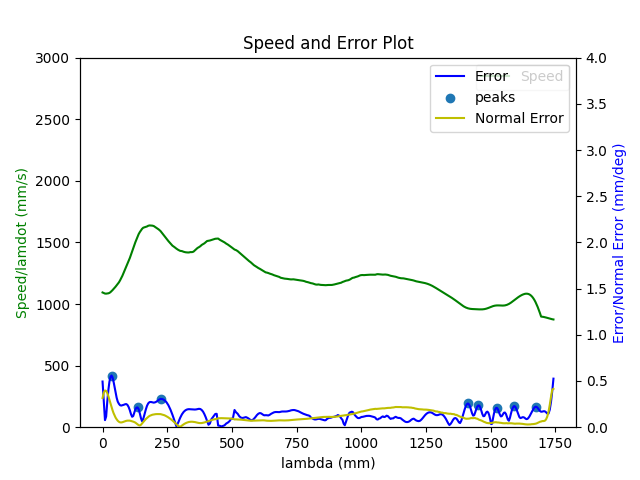 Speed and Error Plot
3000
2500
2000
1500
1000
500
0
Speed/lamdot (mm/s)
4.0
3.5
3.0
2.5
2.0
1.5
1.0
0.5
0.0
Error/Normal Error (mm/deg)
Error
Speed
peaks
Normal Error
0 250 500 750 1000 1250 1500 1750
lambda (mm)